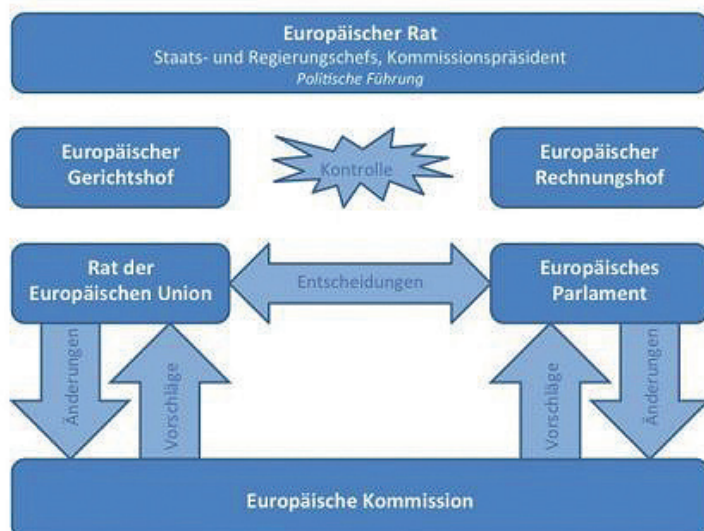 Europäischer Rat
Staats- und Regierungschefs, Kommissionspräsident
Politische Führung
Europäischer
Gerichtshof
Kontrolle
Europäischer
Rechnungshof
Rat der
Europäischen Union
Entscheidungen
Europäisches
Parlament
Änderungen
Vorschläge
Vorschläge
Änderungen
Europäische Kommission